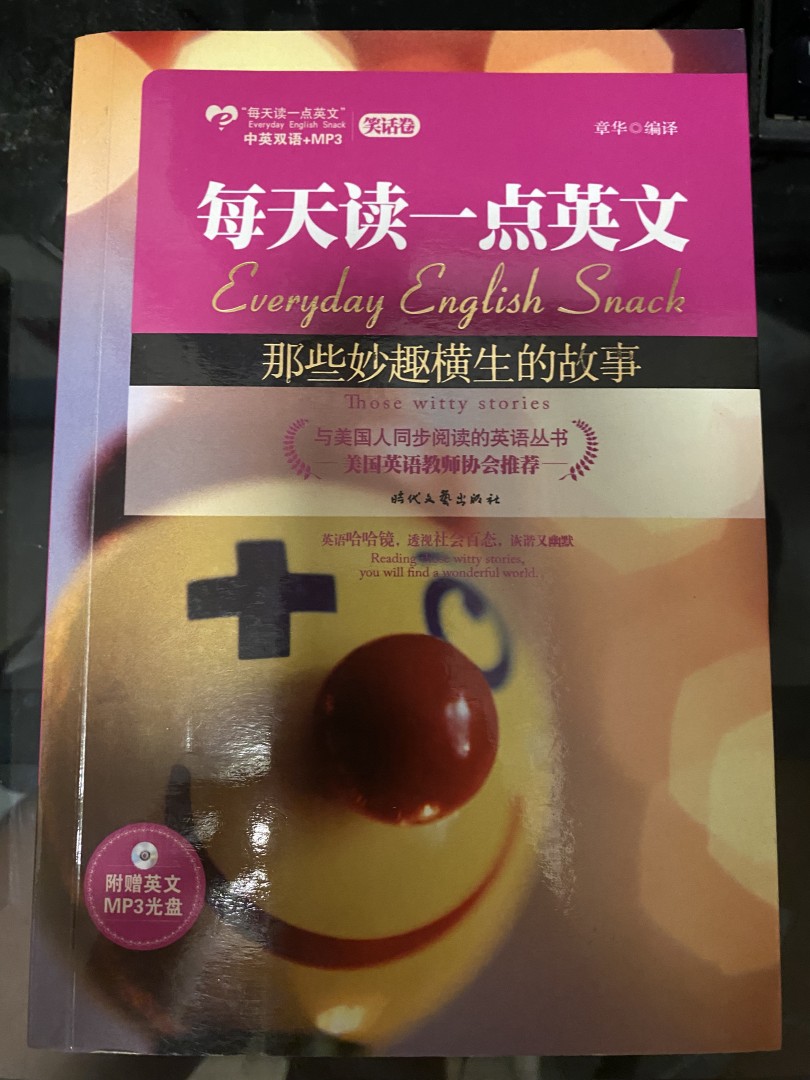 "每天读一点英文"
Everyday English Snack
中英双语+MP3
笑话卷
章华◎编译
每天读一点英文
Everyday English Snack
那些妙趣横生的故事
Those witty stories
与美国人同步阅读的英语丛书
美国英语教师协会推荐
时代文艺出版社
英语哈哈镜，透视社会百态，诙谐又幽默
Reading those witty stories,
you will find a wonderful world.
附赠英文
MP3光盘